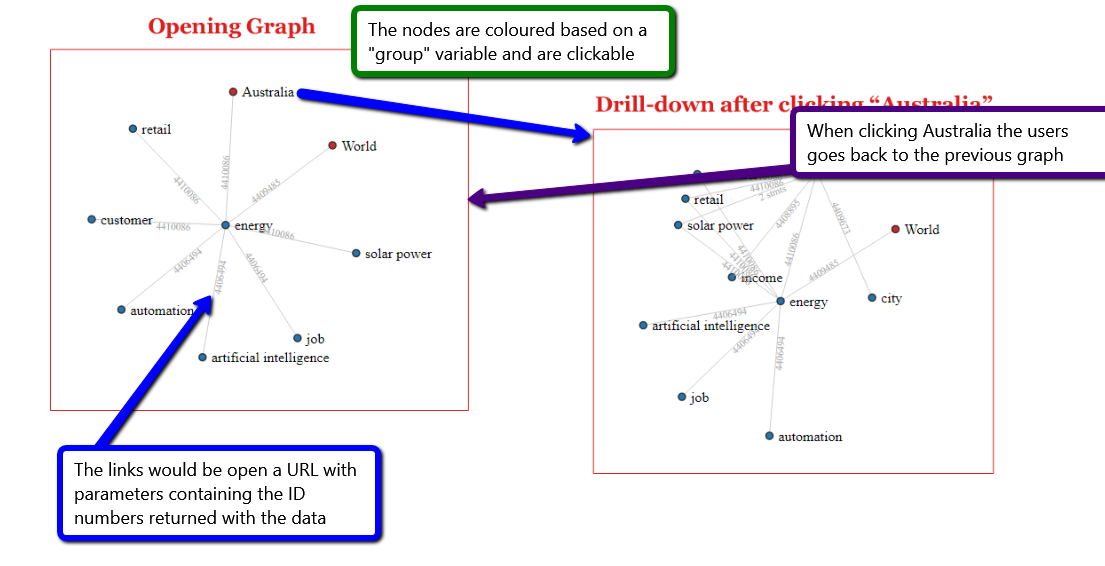 Opening Graph
The nodes are coloured based on a
"group" variable and are clickable
Australia
retail
World
4410086
4410086
4409485
customer
4410086
energy
4410086
solar power
4406494
4406494
4406494
automation
job
artificial intelligence
The links would be open a URL with
parameters containing the ID
numbers returned with the data
Drill-down after clicking “Australia”
When clicking Australia the users
goes back to the previous graph
4410086
2 stmts
retail
solar power
4408895
4409673
World
4410086
income
4409485
energy
city
4406494
artificial intelligence
4406494
job
automation